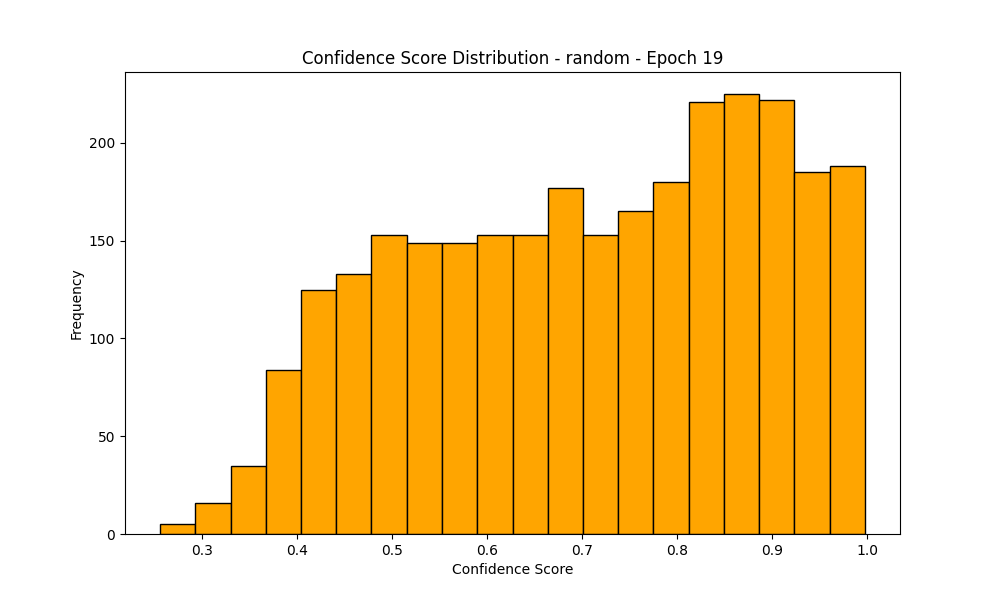 Confidence Score Distribution - random - Epoch 19
200
150
100
50
0
Frequency
0.3 0.4 0.5 0.6 0.7 0.8 0.9 1.0
Confidence Score